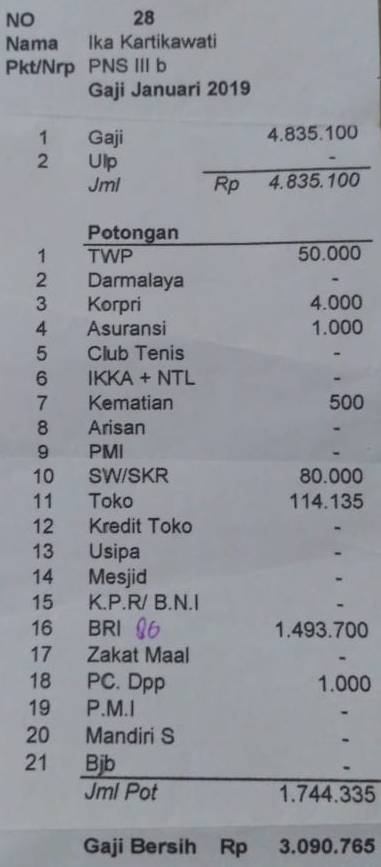 NO 28
Nama Ika Kartikawati
Pkt/Nrp PNS III b
Gaji Januari 2019
1 Gaji 4.835.100
2 Ulp -
Jml Rp 4.835.100
Potongan
1 TWP 50.000
2 Darmalaya -
3 Korpri 4.000
4 Asuransi 1.000
5 Club Tenis -
6 IKKA + NTL -
7 Kematian 500
8 Arisan -
9 PMI -
10 SW/SKR 80.000
11 Toko 114.135
12 Kredit Toko -
13 Usipa -
14 Mesjid -
15 K.P.R/ B.N.I -
16 BRI 86 1.493.700
17 Zakat Maal -
18 PC. Dpp 1.000
19 P.M.I -
20 Mandiri S -
21 Bjb -
Jml Pot 1.744.335
Gaji Bersih Rp 3.090.765